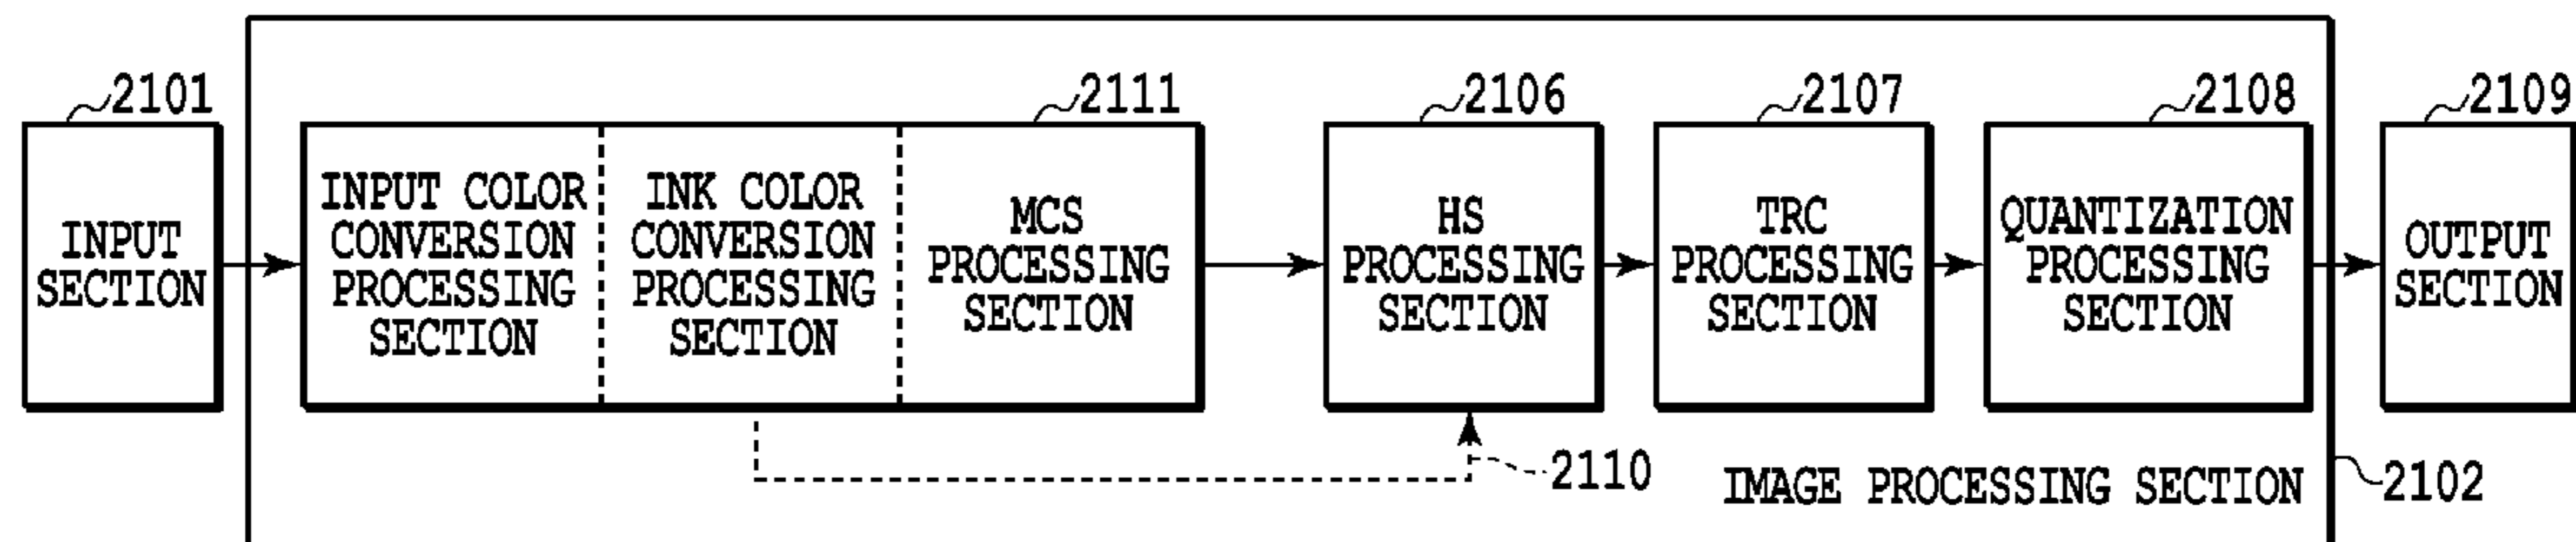 2101
2111
2106
2107
2108
2109
INPUT
SECTION
INPUT COLOR
CONVERSION
PROCESSING
SECTION
INK COLOR
CONVERSION
PROCESSING
SECTION
MCS
PROCESSING
SECTION
HS
PROCESSING
SECTION
TRC
PROCESSING
SECTION
QUANTIZATION
PROCESSING
SECTION
OUTPUT
SECTION
2110
IMAGE PROCESSING SECTION
2102